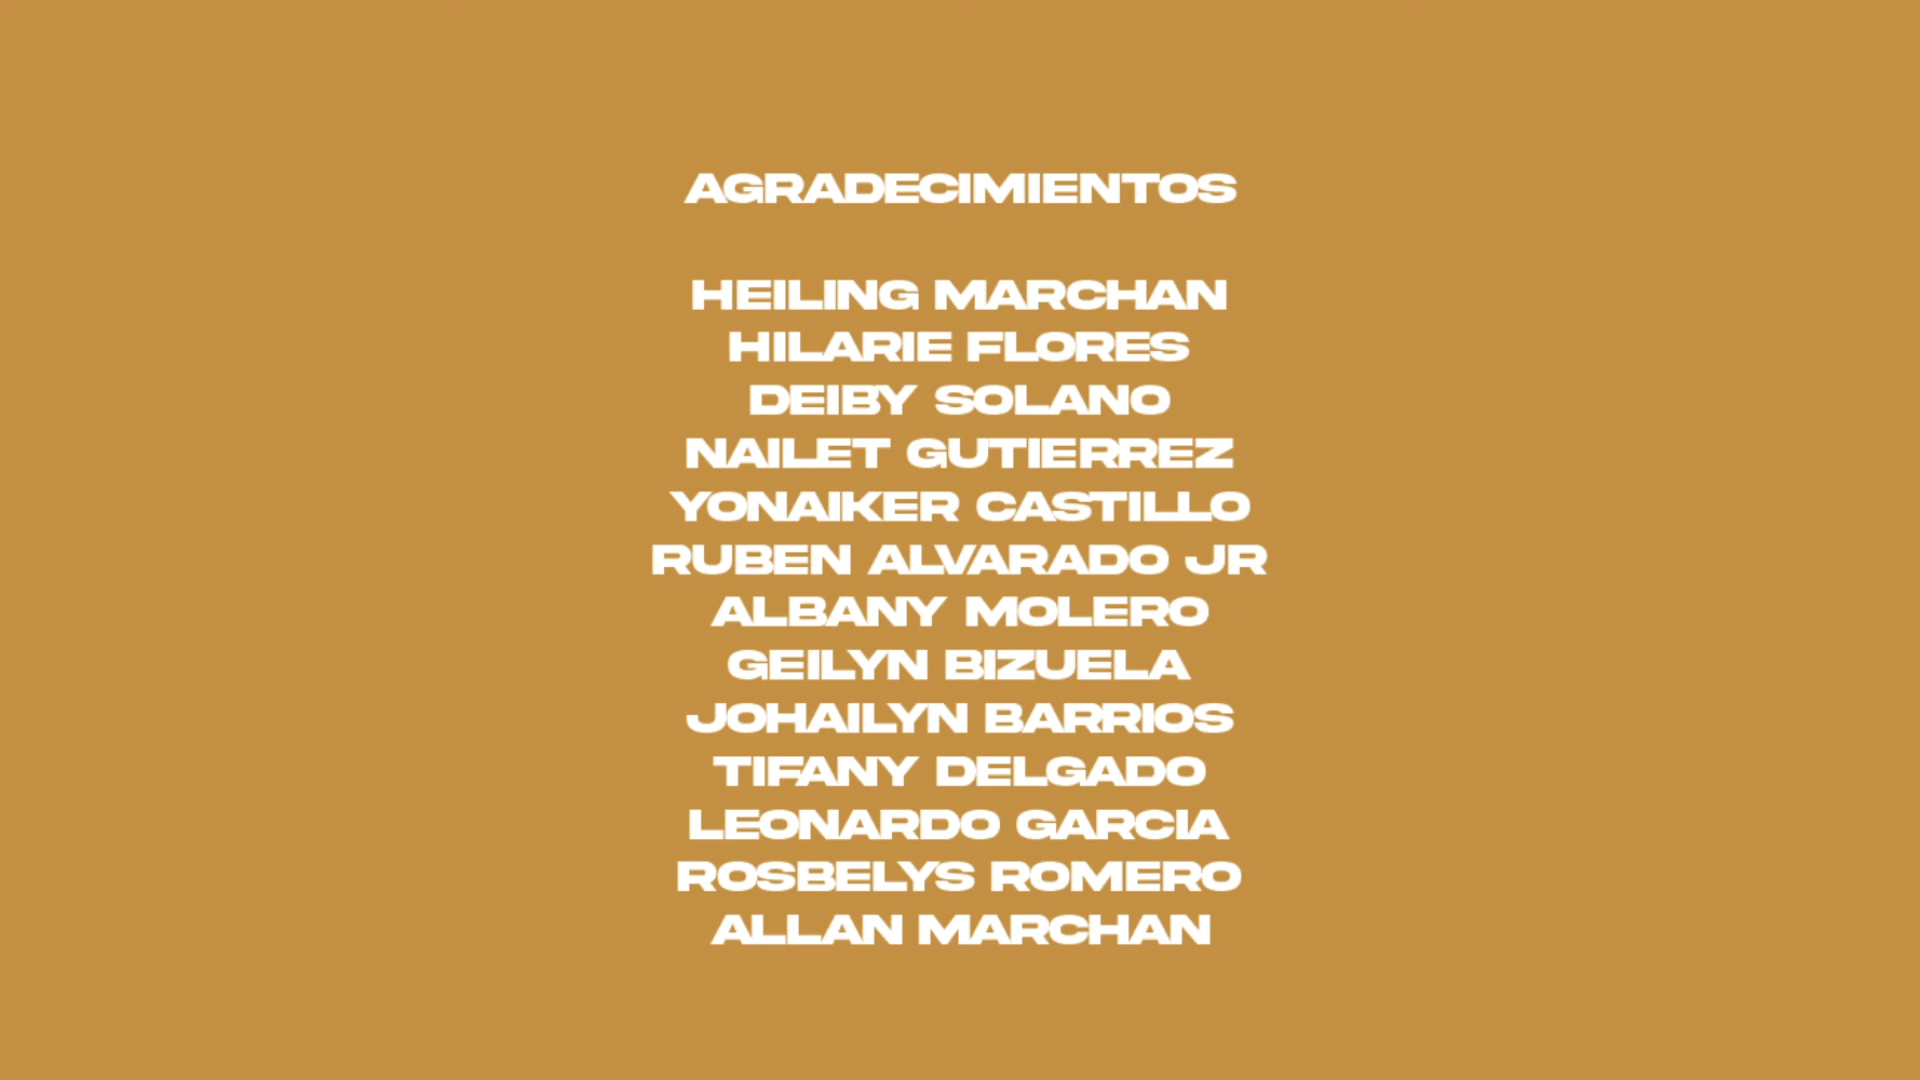 AGRADECIMIENTOS
HEILING MARCHAN
HILARIE FLORES
DEIBY SOLANO
NAILET GUTIERREZ
YONAIKER CASTILLO
RUBEN ALVARADO JR
ALBANY MOLERO
GEILYN BIZUELA
JOHAILYN BARRIOS
TIFANY DELGADO
LEONARDO GARCIA
ROSBELYS ROMERO
ALLAN MARCHAN